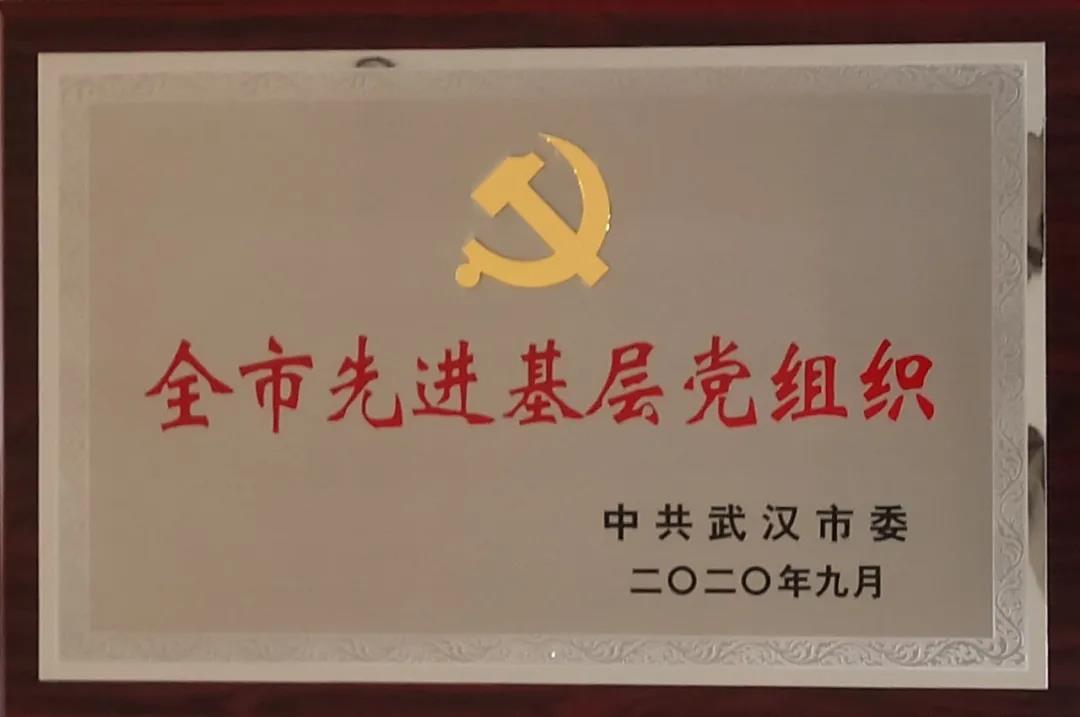 全市先进基层党组织
中共武汉市委
二〇二〇年九月